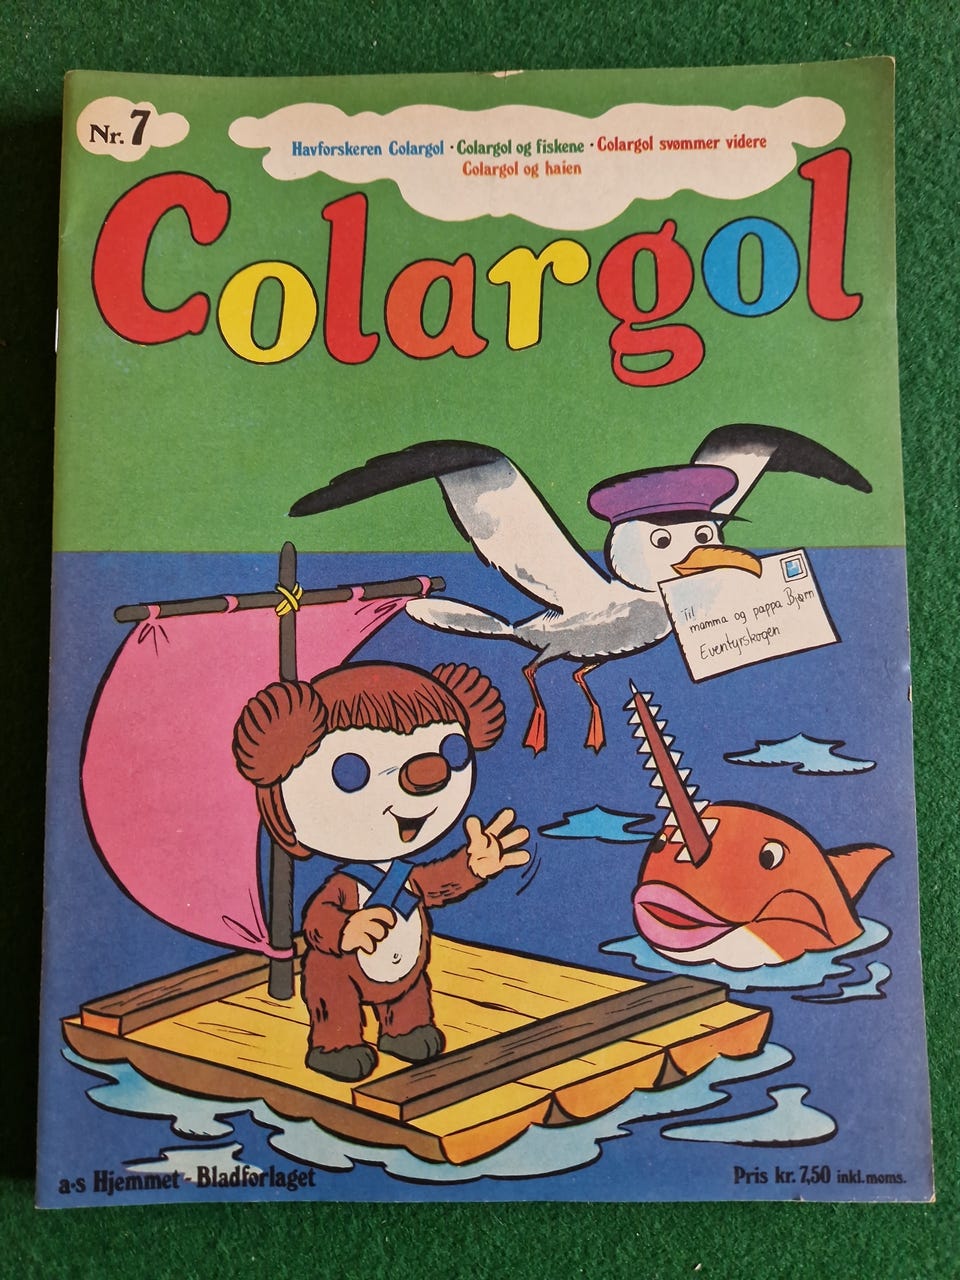 Nr. 7
Havforskeren Colargol · Colargol og fiskene · Colargol svømmer videre
Colargol og haien
Colargol
Til
mamma og pappa Bjørn
Eventyrskogen
a-s Hjemmet - Bladforlaget
Pris kr. 7,50 inkl.moms.